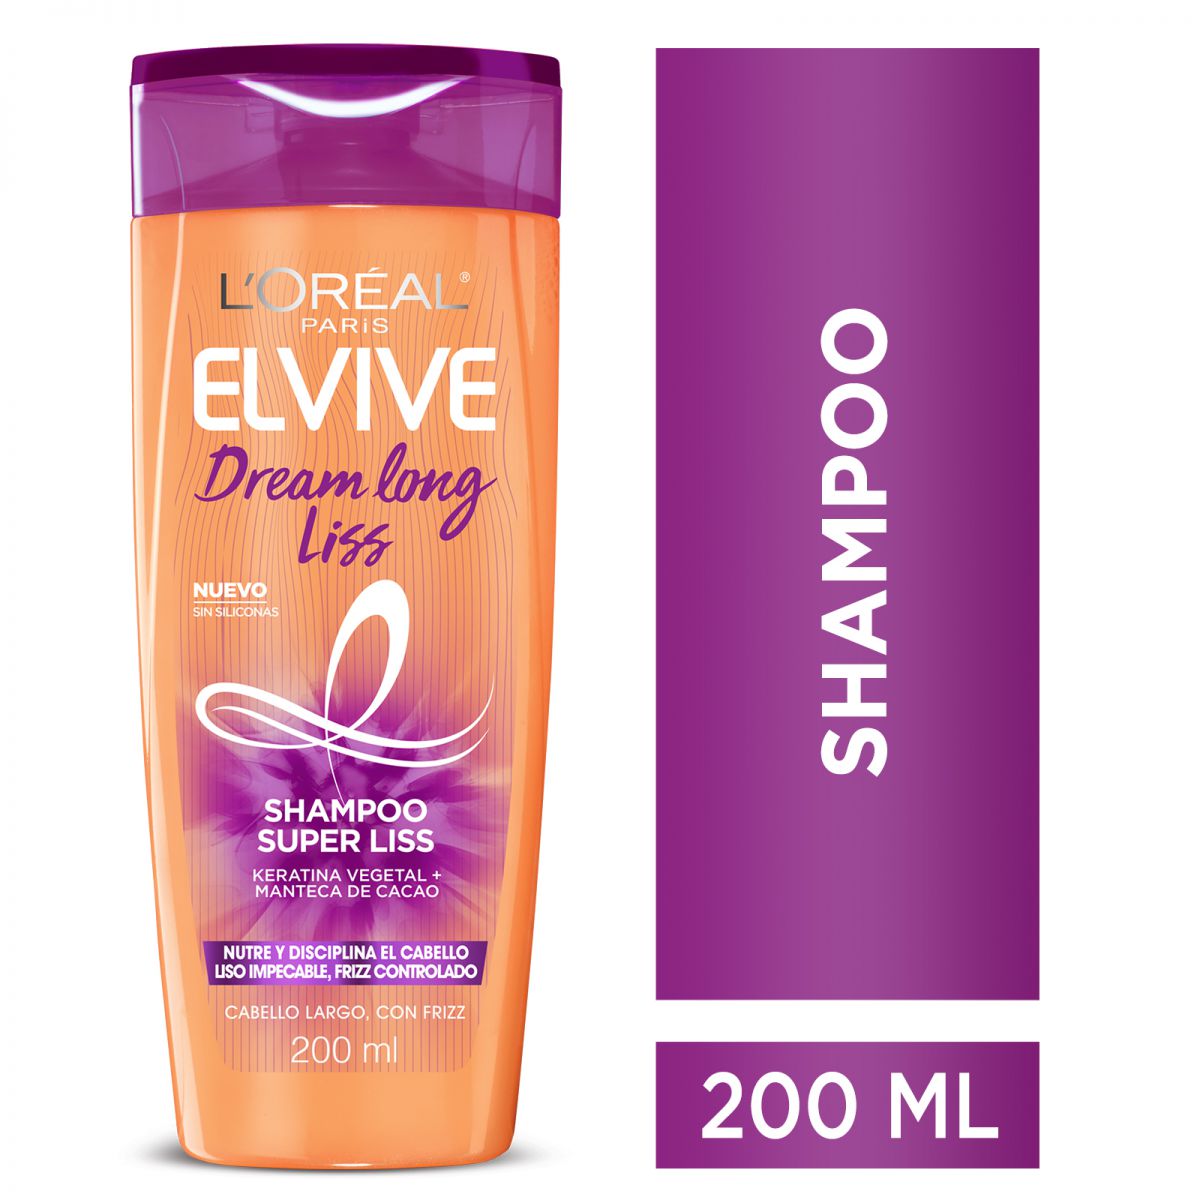 L'ORÉAL®
PARiS
ELVIVE
Dream long
Liss
NUEVO
SIN SILICONAS
SHAMPOO
SUPER LISS
KERATINA VEGETAL +
MANTECA DE CACAO
NUTRE Y DISCIPLINA EL CABELLO
LISO IMPECABLE, FRIZZ CONTROLADO
CABELLO LARGO, CON FRIZZ
200 ml
SHAMPOO
200 ML